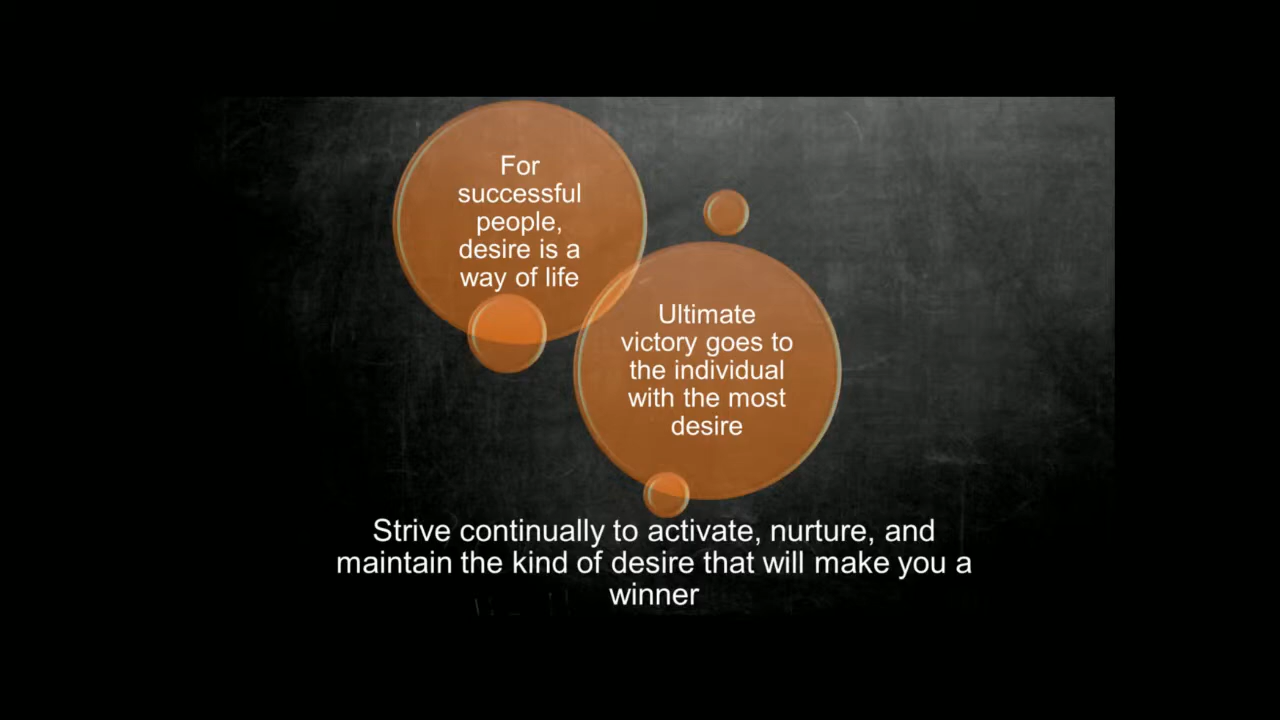 For
successful
people,
desire is a
way of life
Ultimate
victory goes to
the individual
with the most
desire
Strive continually to activate, nurture, and
maintain the kind of desire that will make you a
winner